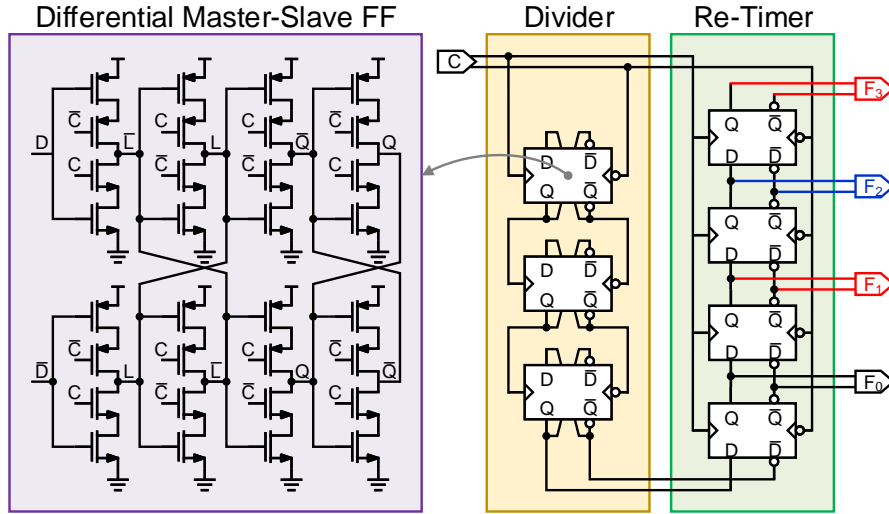 Differential Master-Slave FF
Divider
Re-Timer
C
F₃
C̅ C C̅ C
D L̅ L Q̅ Q
C C̅ C C̅
Q Q̅
D
D D̅
Q Q̅
F₂
Q Q̅
D D̅
D D̅
Q Q̅
F₁
Q Q̅
D D̅
C̅ C C̅ C
D̅ L L̅ Q Q̅
C C̅ C C̅
D D̅
Q Q̅
F₀
Q Q̅
D D̅